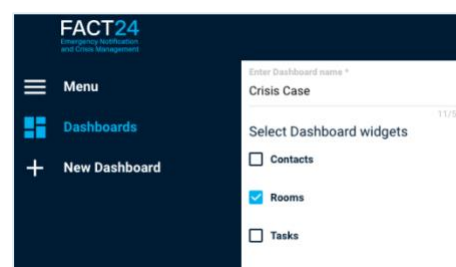 FACT24
Emergency Notification
and Crisis Management
Menu
Dashboards
New Dashboard
Enter Dashboard name *
Crisis Case
11/5
Select Dashboard widgets
Contacts
Rooms
Tasks